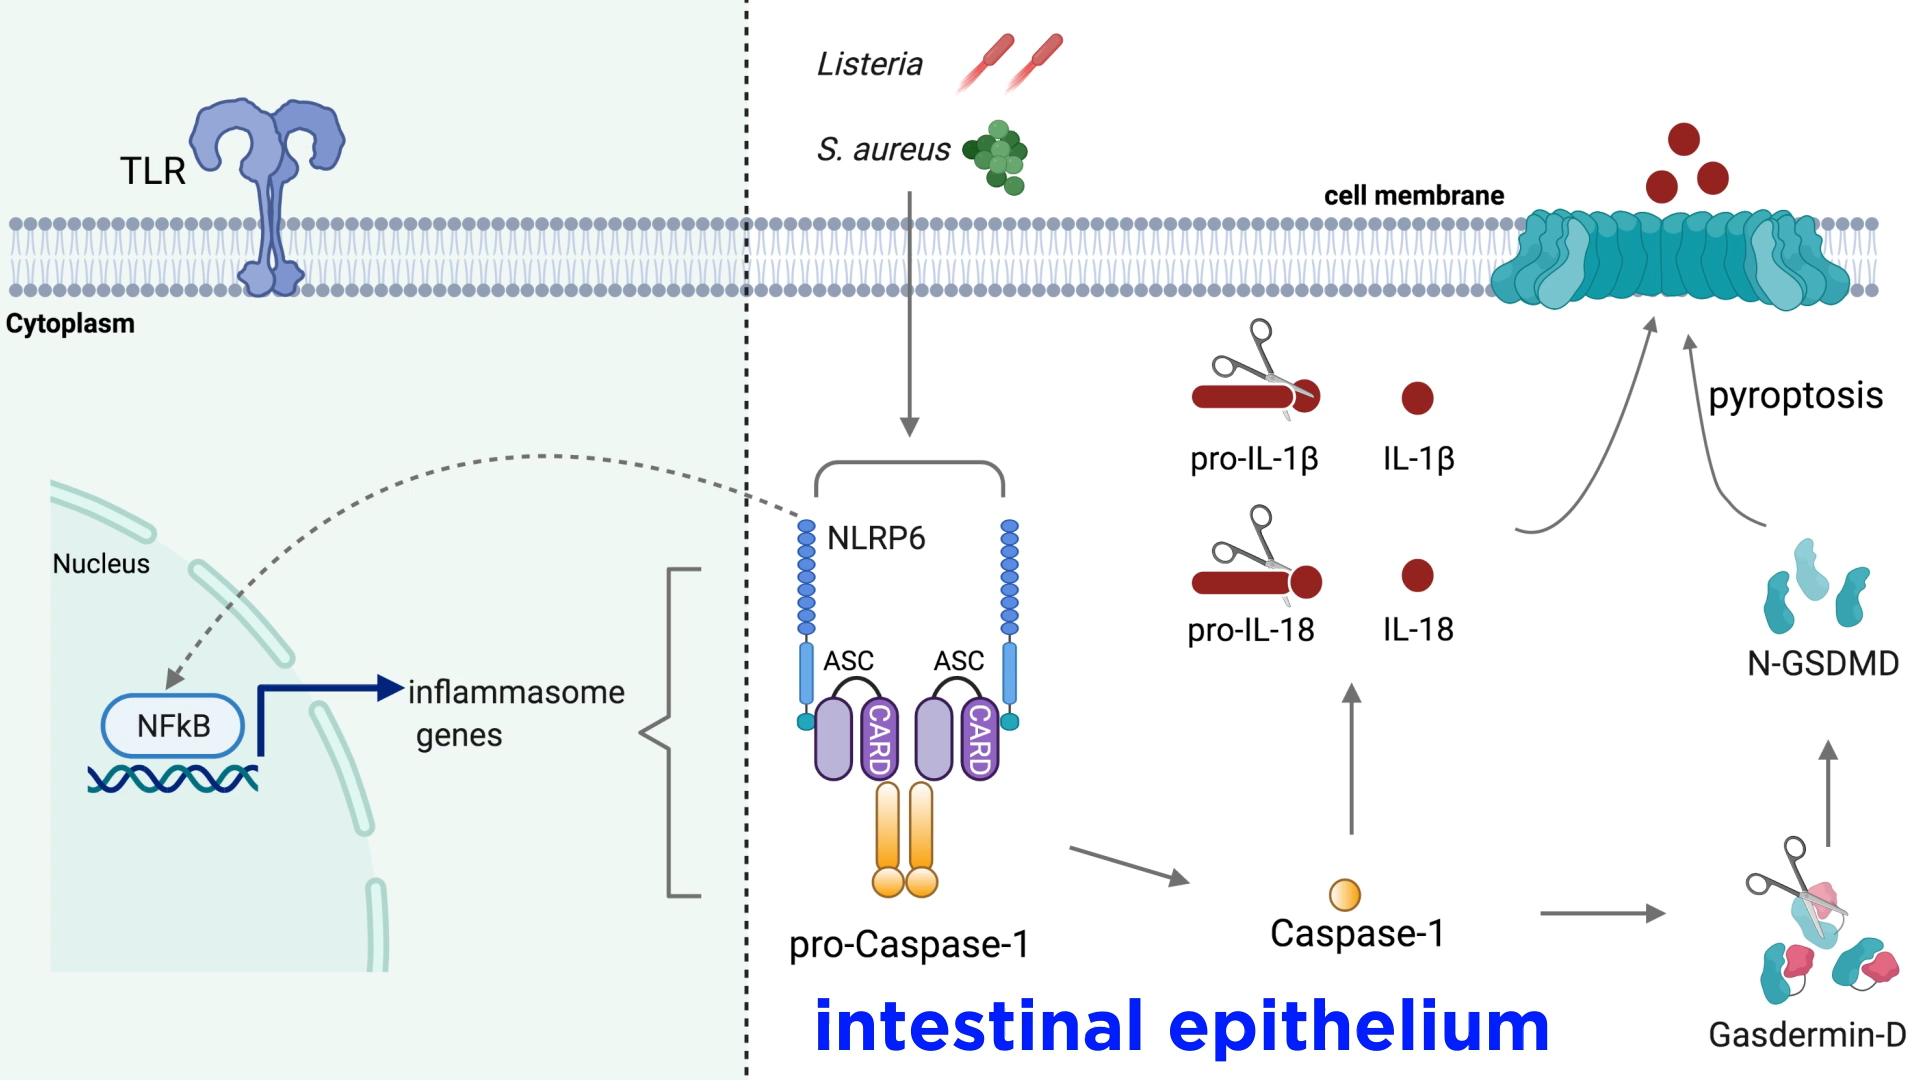 TLR
Cytoplasm
Nucleus
NFkB
inflammasome
genes
Listeria
S. aureus
cell membrane
NLRP6
ASC
ASC
CARD
CARD
pro-Caspase-1
pro-IL-1β
IL-1β
pro-IL-18
IL-18
Caspase-1
pyroptosis
N-GSDMD
Gasdermin-D
intestinal epithelium